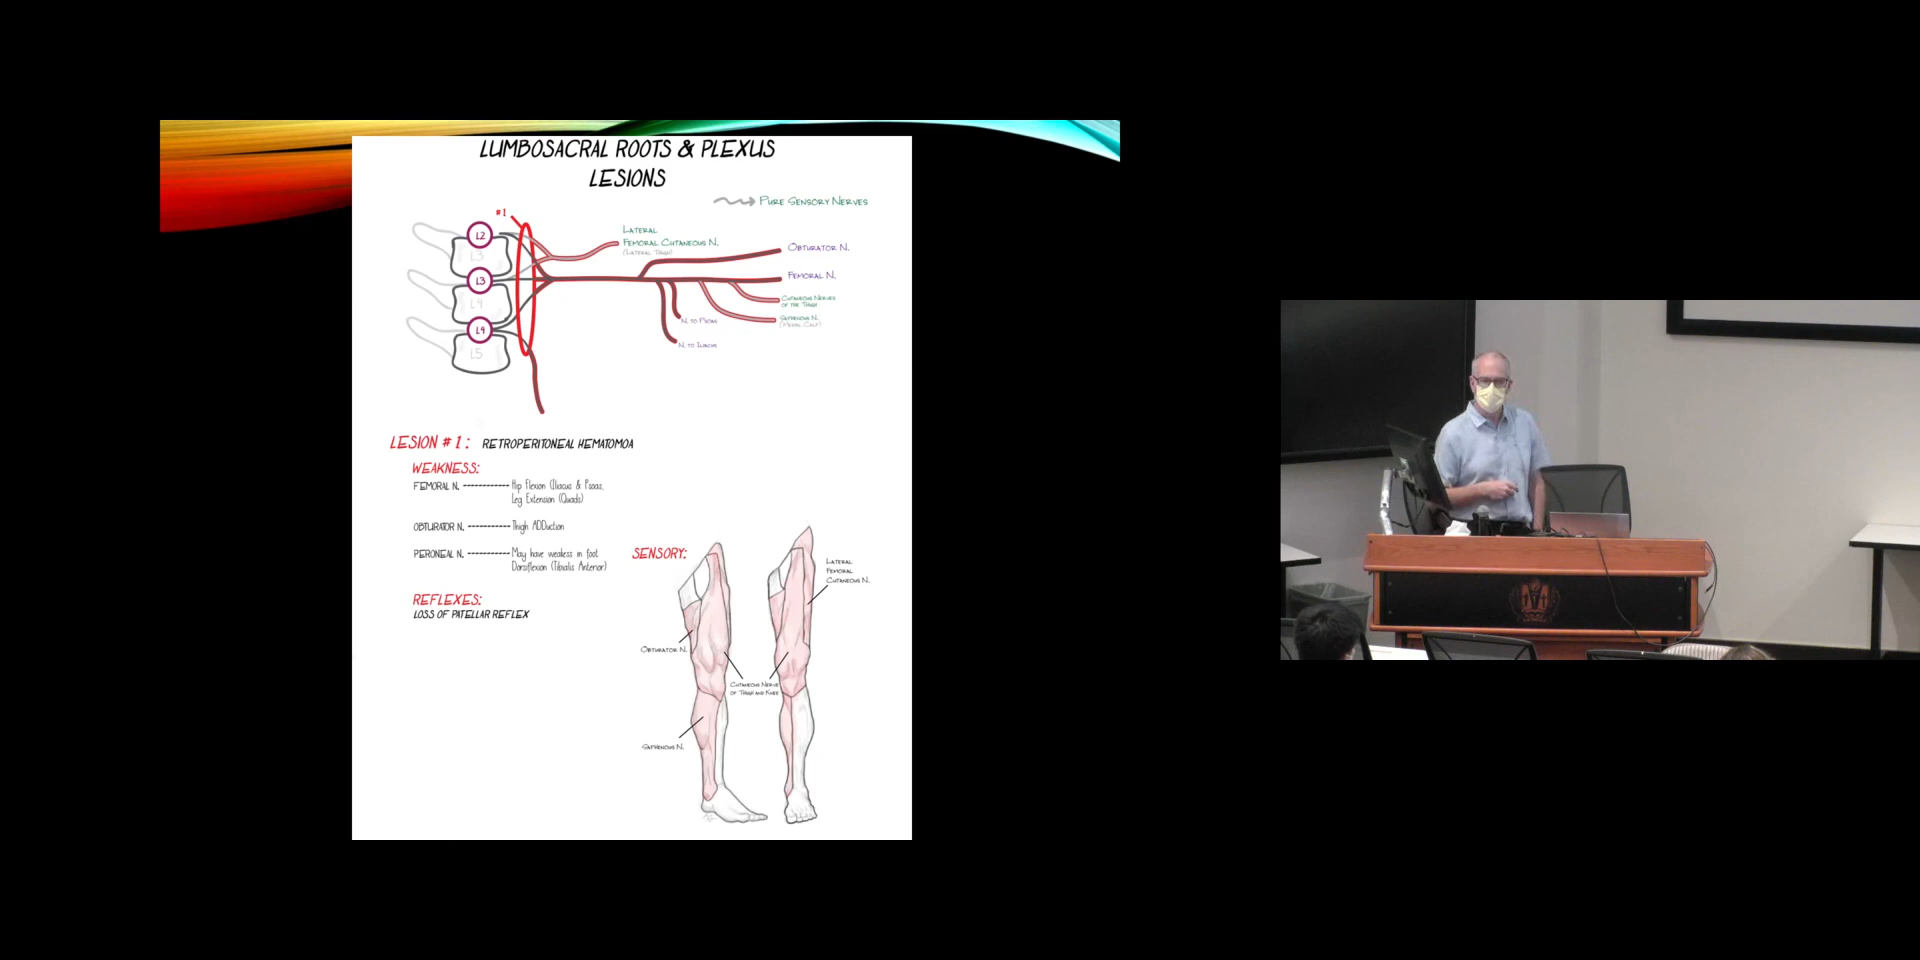 LUMBOSACRAL ROOTS & PLEXUS
LESIONS
PURE SENSORY NERVES
#1
L2
L3
L3
L4
L4
L5
LATERAL
FEMORAL CUTANEOUS N.
(LATERAL THIGH)
OBTURATOR N.
FEMORAL N.
CUTANEOUS NERVES
OF THE THIGH
SAPHENOUS N.
(MEDIAL CALF)
N. TO PSOAS
N. TO ILIACUS
LESION #1: RETROPERITONEAL HEMATOMOA
WEAKNESS:
FEMORAL N. ----------- Hip Flexion (Iliacus & Psoas,
Leg Extension (Quads)
OBTURATOR N. ---------- Thigh ADDuction
PERONEAL N. ---------- May have weakess in foot
Dorsiflexion (Tibialis Anterior)
REFLEXES:
LOSS OF PATELLAR REFLEX
SENSORY:
LATERAL
FEMORAL
CUTANEOUS N.
OBTURATOR N.
CUTANEOUS NERVE
OF THIGH AND KNEE
SAPHENOUS N.